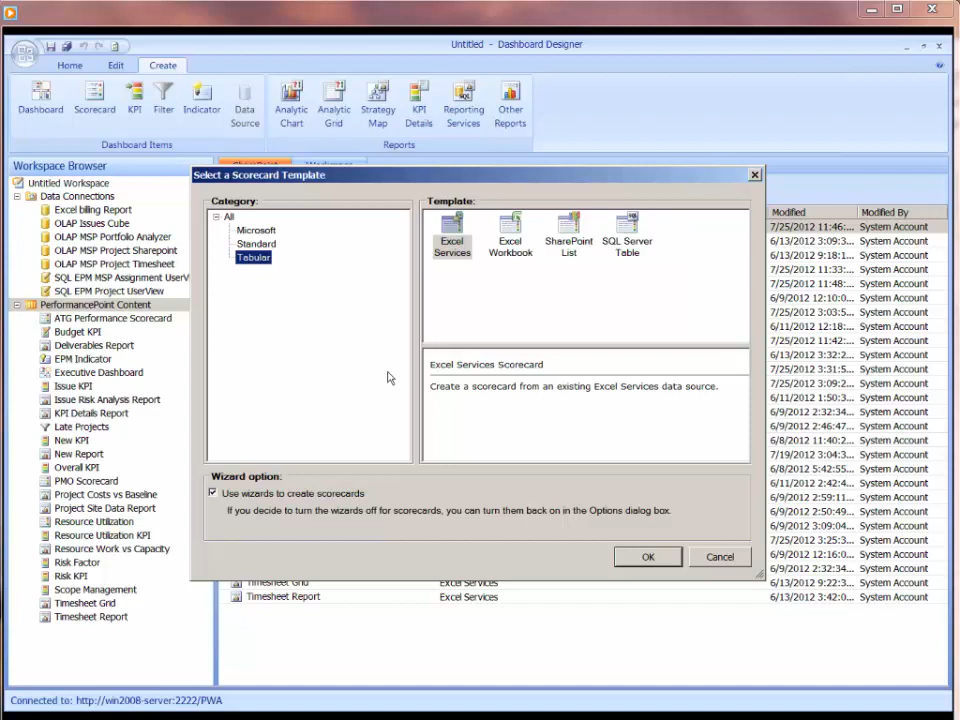 Untitled - Dashboard Designer
Home Edit Create
Dashboard Scorecard KPI Filter Indicator Data Source Analytic Chart Analytic Grid Strategy Map KPI Details Reporting Services Other Reports
Dashboard Items Reports
Workspace Browser
Untitled Workspace
Data Connections
Excel billing Report
OLAP Issues Cube
OLAP MSP Portfolio Analyzer
OLAP MSP Project Sharepoint
OLAP MSP Project Timesheet
SQL EPM MSP Assignment UserV
SQL EPM Project UserView
PerformancePoint Content
ATG Performance Scorecard
Budget KPI
Deliverables Report
EPM Indicator
Executive Dashboard
Issue KPI
Issue Risk Analysis Report
KPI Details Report
Late Projects
New KPI
New Report
Overall KPI
PMO Scorecard
Project Costs vs Baseline
Project Site Data Report
Resource Utilization
Resource Utilization KPI
Resource Work vs Capacity
Risk Factor
Risk KPI
Scope Management
Timesheet Grid
Timesheet Report
Select a Scorecard Template
Category:
All
Microsoft
Standard
Tabular
Template:
Excel Services
Excel Workbook
SharePoint List
SQL Server Table
Excel Services Scorecard
Create a scorecard from an existing Excel Services data source.
Wizard option:
Use wizards to create scorecards
If you decide to turn the wizards off for scorecards, you can turn them back on in the Options dialog box.
OK Cancel
Modified Modified By
7/25/2012 11:46:... System Account
6/13/2012 3:09:3... System Account
6/13/2012 9:18:1... System Account
7/25/2012 11:33:... System Account
7/25/2012 11:48:... System Account
6/9/2012 12:10:0... System Account
7/25/2012 3:03:5... System Account
6/11/2012 12:18:... System Account
7/25/2012 11:42:... System Account
6/13/2012 3:32:2... System Account
7/25/2012 3:31:5... System Account
7/25/2012 3:09:2... System Account
6/11/2012 1:50:3... System Account
6/9/2012 2:32:34... System Account
6/9/2012 2:46:47... System Account
6/8/2012 11:40:2... System Account
7/19/2012 3:04:3... System Account
6/8/2012 5:42:55... System Account
6/11/2012 2:42:4... System Account
6/9/2012 2:59:11... System Account
6/9/2012 2:50:49... System Account
6/9/2012 3:09:04... System Account
7/25/2012 3:25:3... System Account
6/9/2012 12:16:0... System Account
6/9/2012 2:32:34... System Account
Timesheet Grid Excel Services 6/13/2012 9:22:3... System Account
Timesheet Report Excel Services 6/13/2012 3:42:0... System Account
Connected to: http://win2008-server:2222/PWA